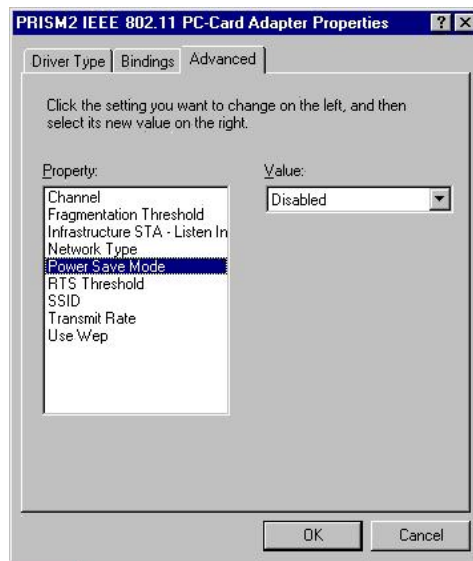 PRISM2 IEEE 802.11 PC-Card Adapter Properties
Driver Type Bindings Advanced
Click the setting you want to change on the left, and then
select its new value on the right.
Property: Value:
Channel Disabled
Fragmentation Threshold
Infrastructure STA - Listen In
Network Type
Power Save Mode
RTS Threshold
SSID
Transmit Rate
Use Wep
OK Cancel